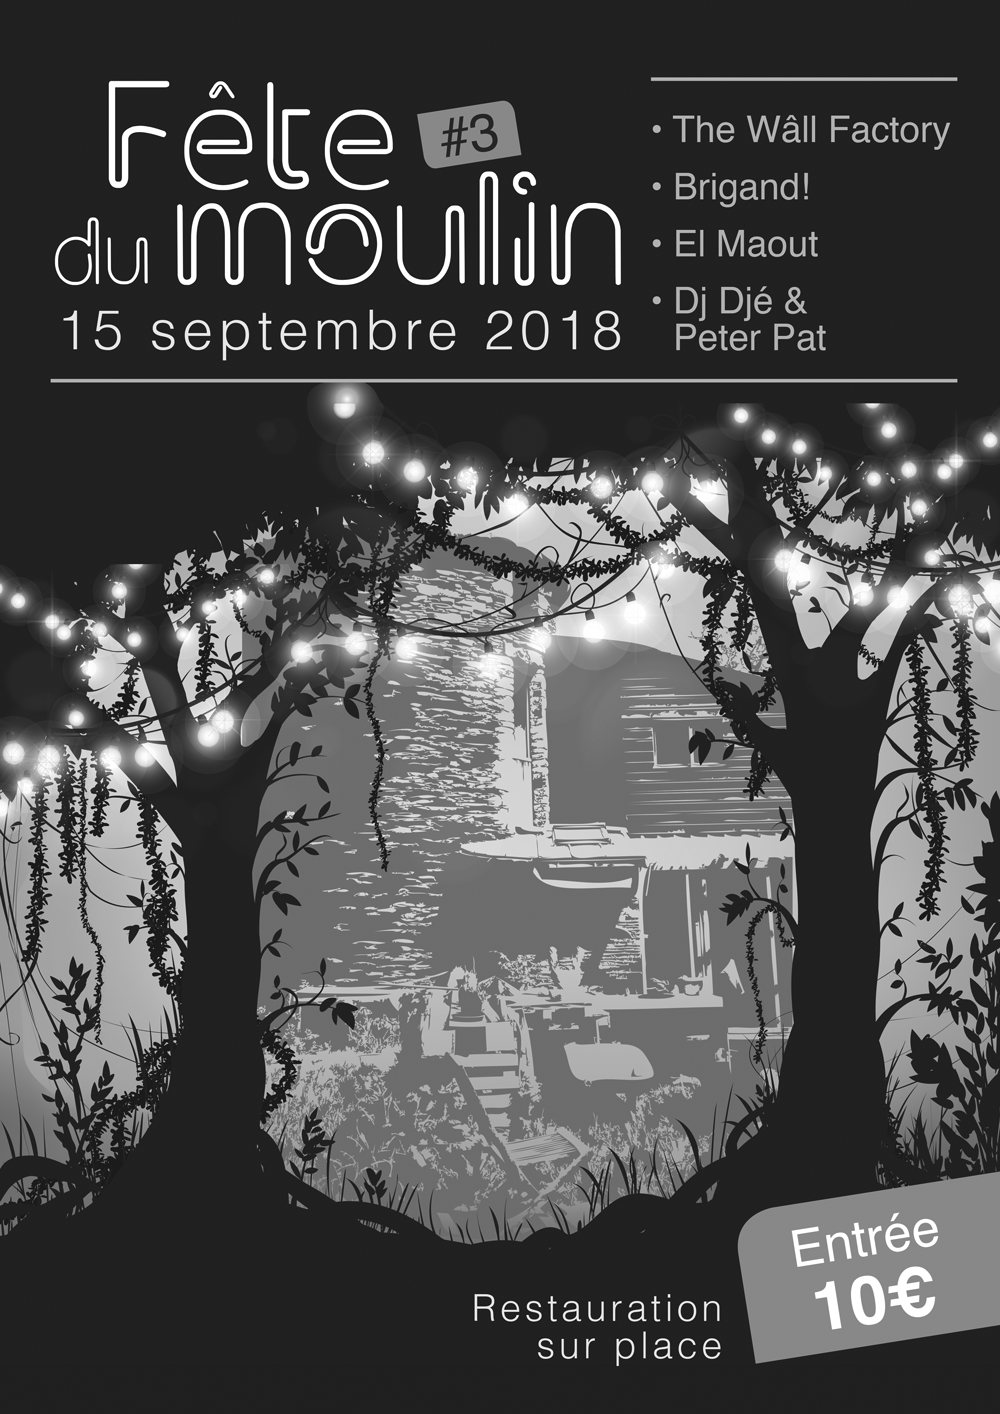 Fête #3
du moulin
15 septembre 2018
• The Wâll Factory
• Brigand!
• El Maout
• Dj Djé &
Peter Pat
Entrée
10€
Restauration
sur place